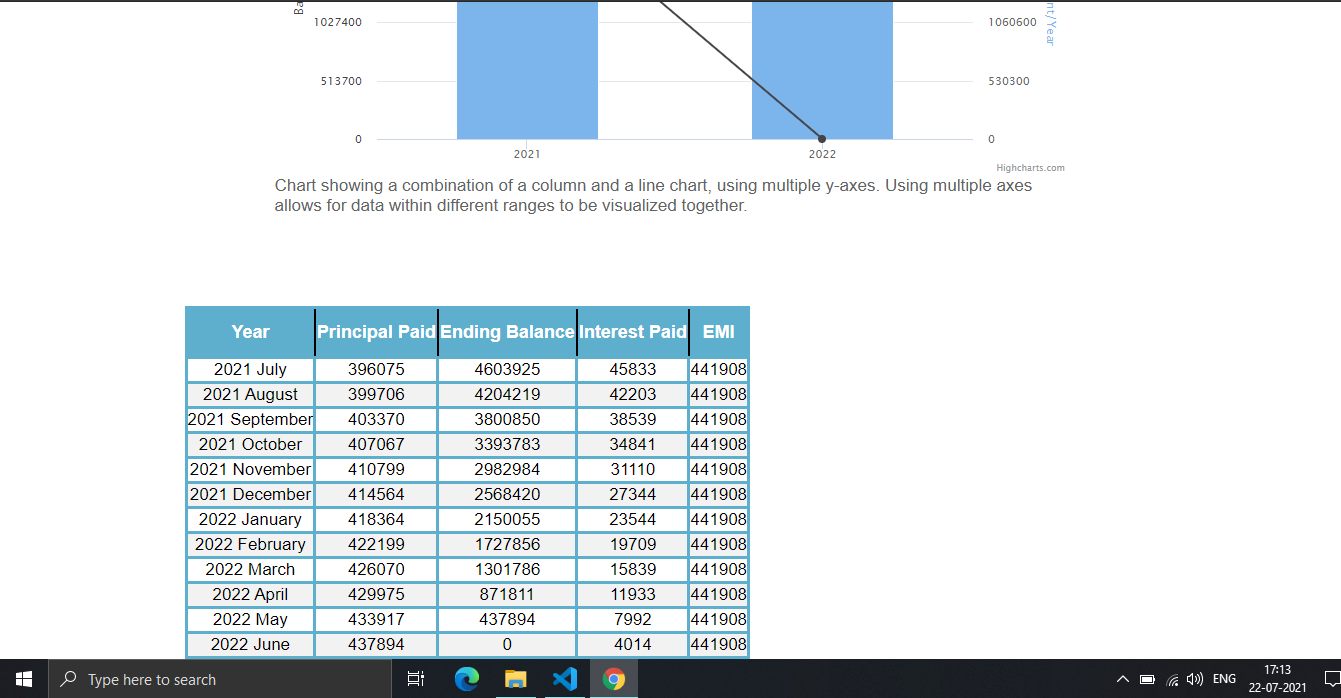 Ba
1027400
1060600
nt/Year
513700
530300
0
0
2021
2022
Highcharts.com
Chart showing a combination of a column and a line chart, using multiple y-axes. Using multiple axes
allows for data within different ranges to be visualized together.
Year Principal Paid Ending Balance Interest Paid EMI
2021 July 396075 4603925 45833 441908
2021 August 399706 4204219 42203 441908
2021 September 403370 3800850 38539 441908
2021 October 407067 3393783 34841 441908
2021 November 410799 2982984 31110 441908
2021 December 414564 2568420 27344 441908
2022 January 418364 2150055 23544 441908
2022 February 422199 1727856 19709 441908
2022 March 426070 1301786 15839 441908
2022 April 429975 871811 11933 441908
2022 May 433917 437894 7992 441908
2022 June 437894 0 4014 441908
Type here to search
ENG
17:13
22-07-2021